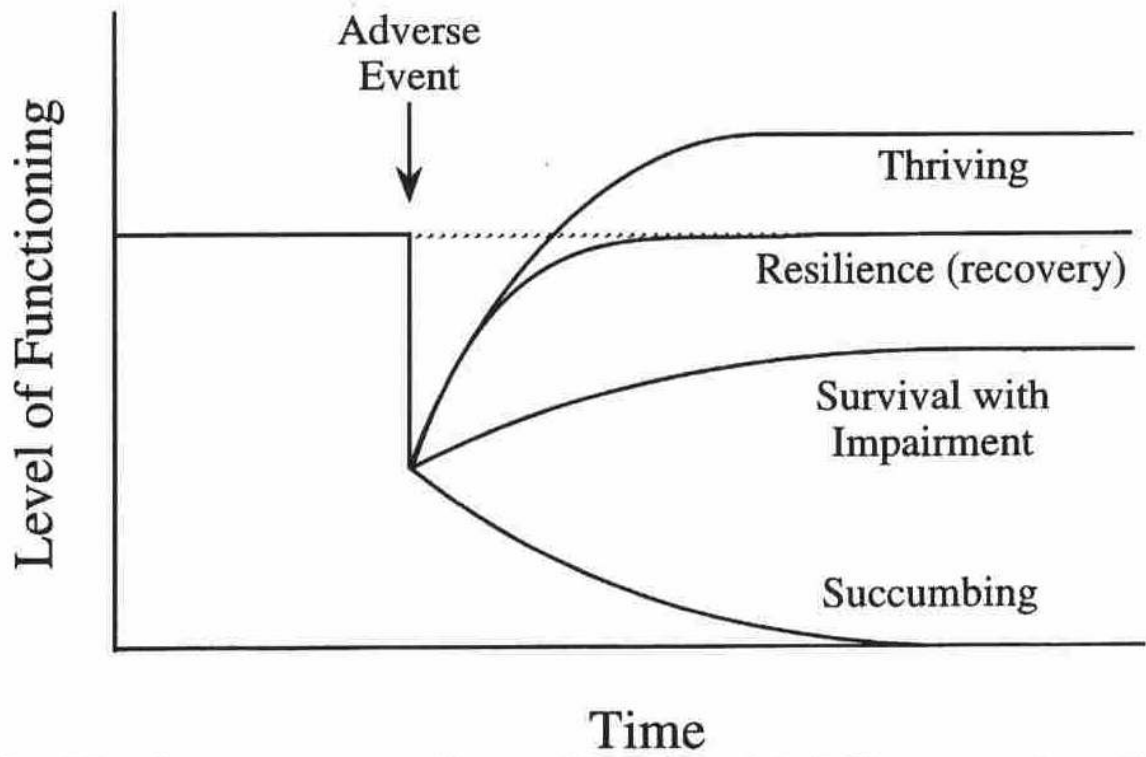 Adverse
Event
Level of Functioning
Thriving
Resilience (recovery)
Survival with
Impairment
Succumbing
Time